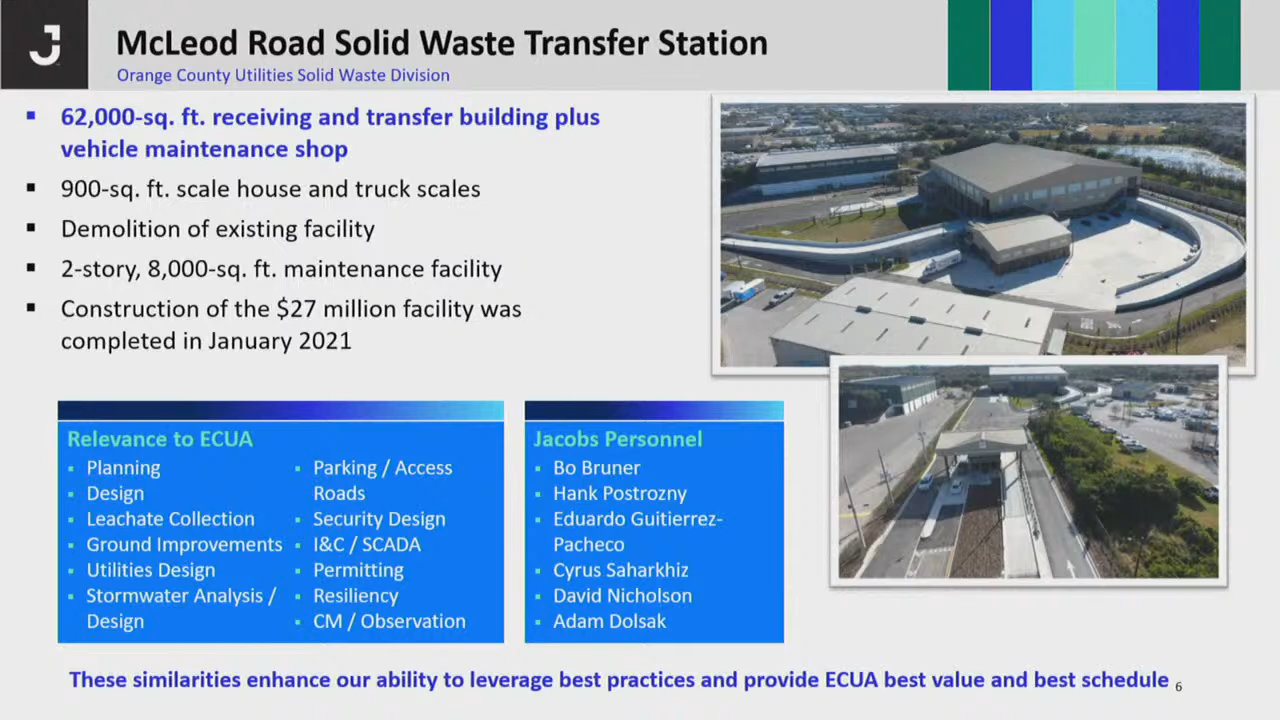 McLeod Road Solid Waste Transfer Station
Orange County Utilities Solid Waste Division
62,000-sq. ft. receiving and transfer building plus
vehicle maintenance shop
900-sq. ft. scale house and truck scales
Demolition of existing facility
2-story, 8,000-sq. ft. maintenance facility
Construction of the $27 million facility was
completed in January 2021
Relevance to ECUA
Planning
Design
Leachate Collection
Ground Improvements
Utilities Design
Stormwater Analysis /
Design
Parking / Access
Roads
Security Design
I&C / SCADA
Permitting
Resiliency
CM / Observation
Jacobs Personnel
Bo Bruner
Hank Postrozny
Eduardo Guitierrez-
Pacheco
Cyrus Saharkhiz
David Nicholson
Adam Dolsak
These similarities enhance our ability to leverage best practices and provide ECUA best value and best schedule
6